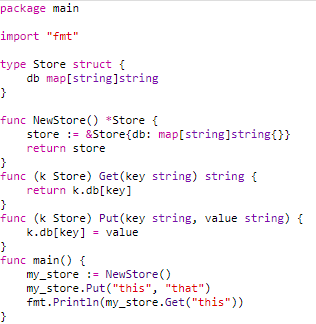 package main

import "fmt"

type Store struct {
    db map[string]string
}

func NewStore() *Store {
    store := &Store{db: map[string]string{}}
    return store
}
func (k Store) Get(key string) string {
    return k.db[key]
}
func (k Store) Put(key string, value string) {
    k.db[key] = value
}
func main() {
    my_store := NewStore()
    my_store.Put("this", "that")
    fmt.Println(my_store.Get("this"))
}